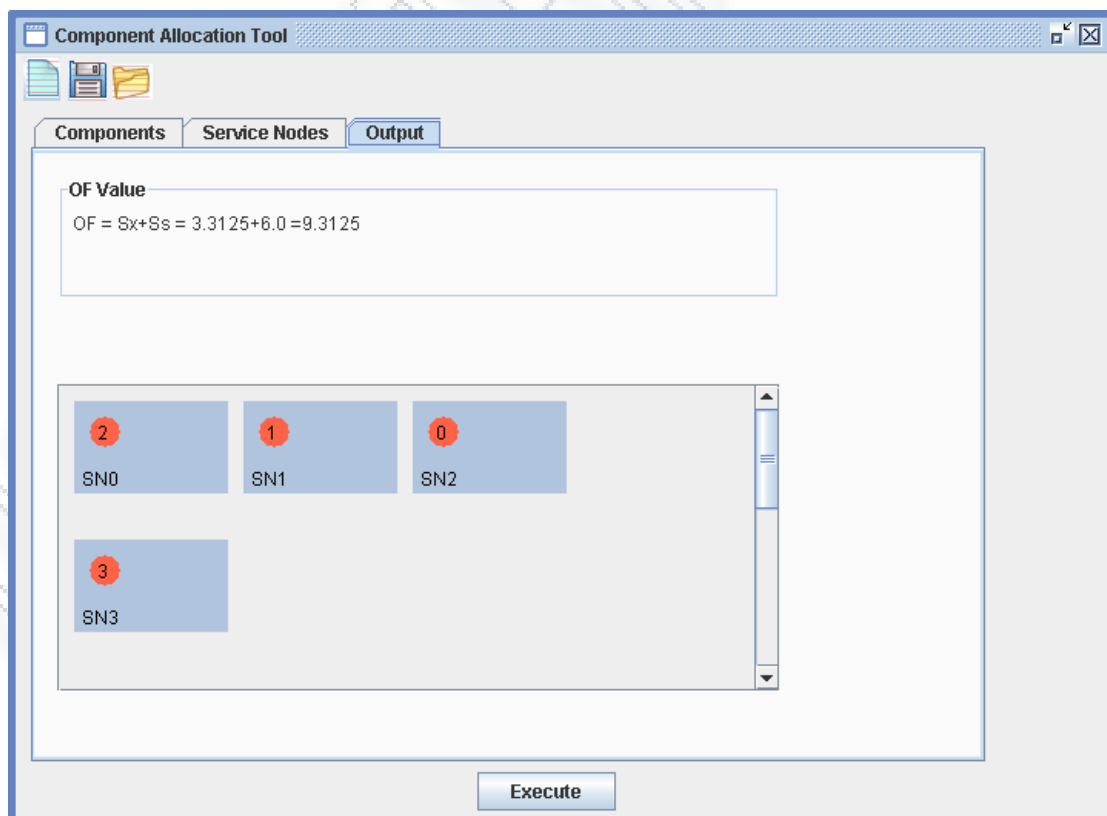 Component Allocation Tool
Components Service Nodes Output
OF Value
OF = Sx+Ss = 3.3125+6.0 =9.3125
2 1 0
SN0 SN1 SN2
3
SN3
Execute